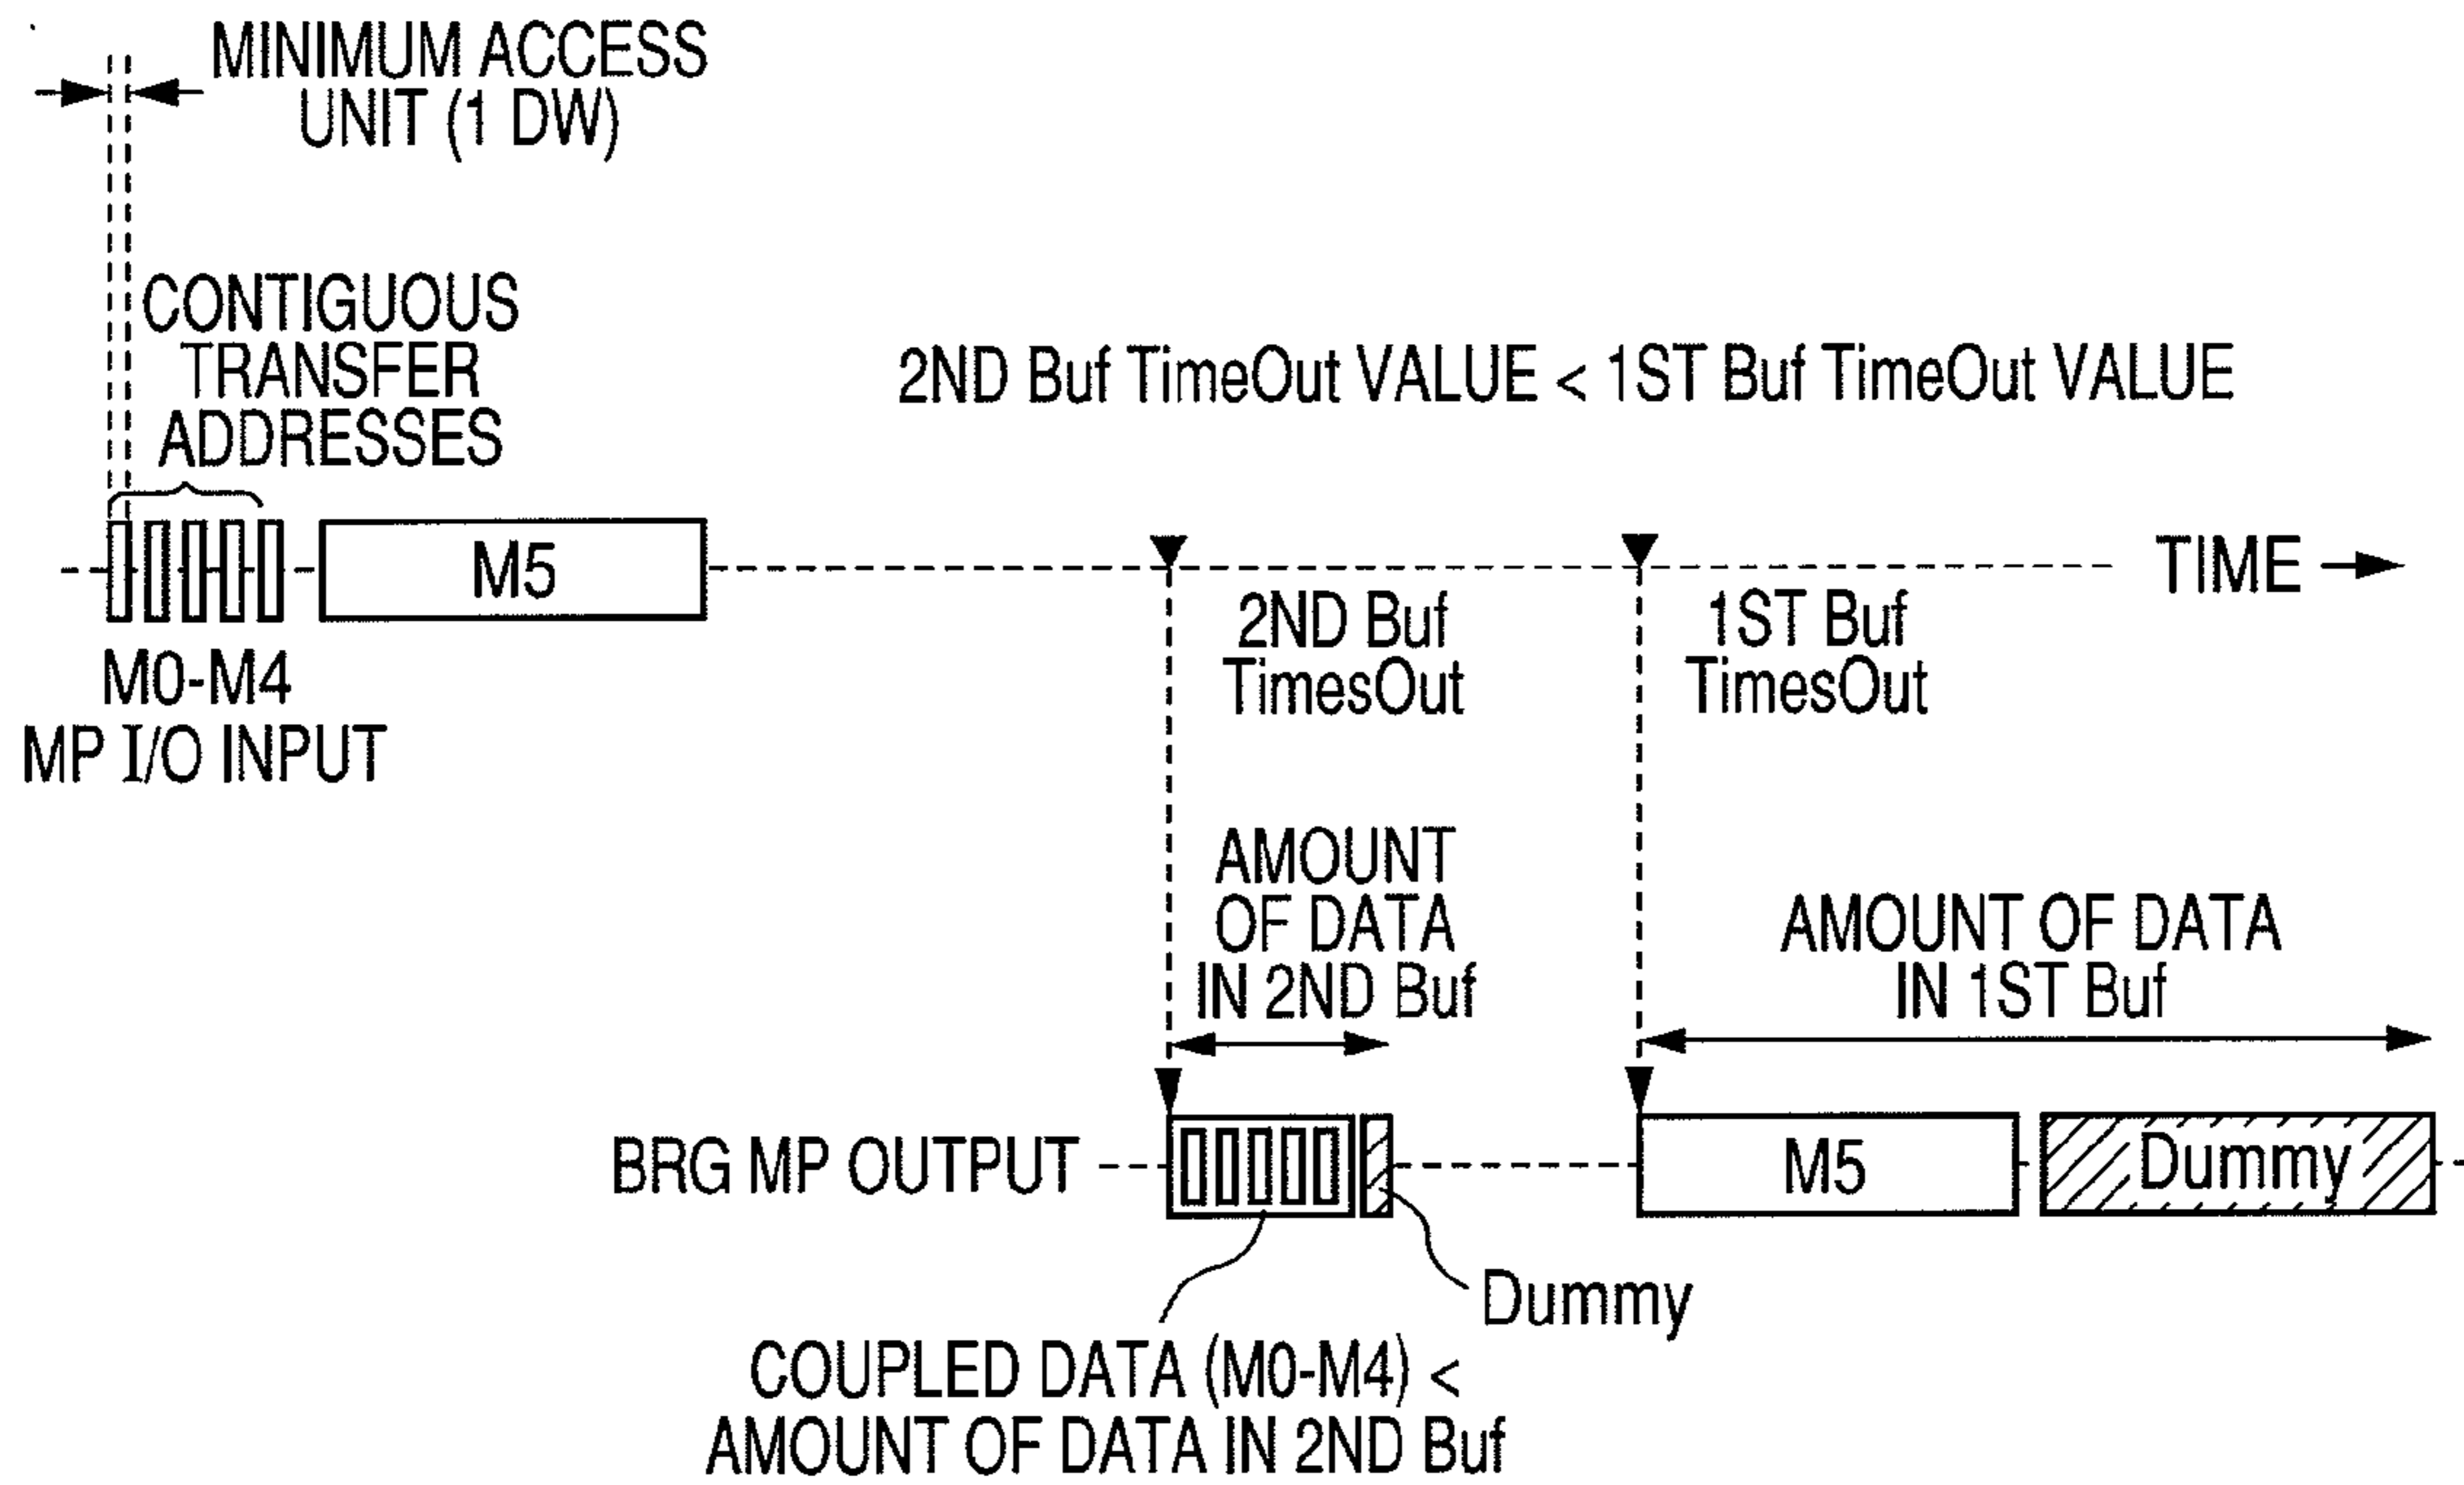 MINIMUM ACCESS
UNIT (1 DW)
CONTIGUOUS
TRANSFER
ADDRESSES
2ND Buf TimeOut VALUE < 1ST Buf TimeOut VALUE
M5
TIME
2ND Buf
TimesOut
1ST Buf
TimesOut
M0-M4
MP I/O INPUT
AMOUNT
OF DATA
IN 2ND Buf
AMOUNT OF DATA
IN 1ST Buf
BRG MP OUTPUT
M5
Dummy
Dummy
COUPLED DATA (M0-M4) <
AMOUNT OF DATA IN 2ND Buf